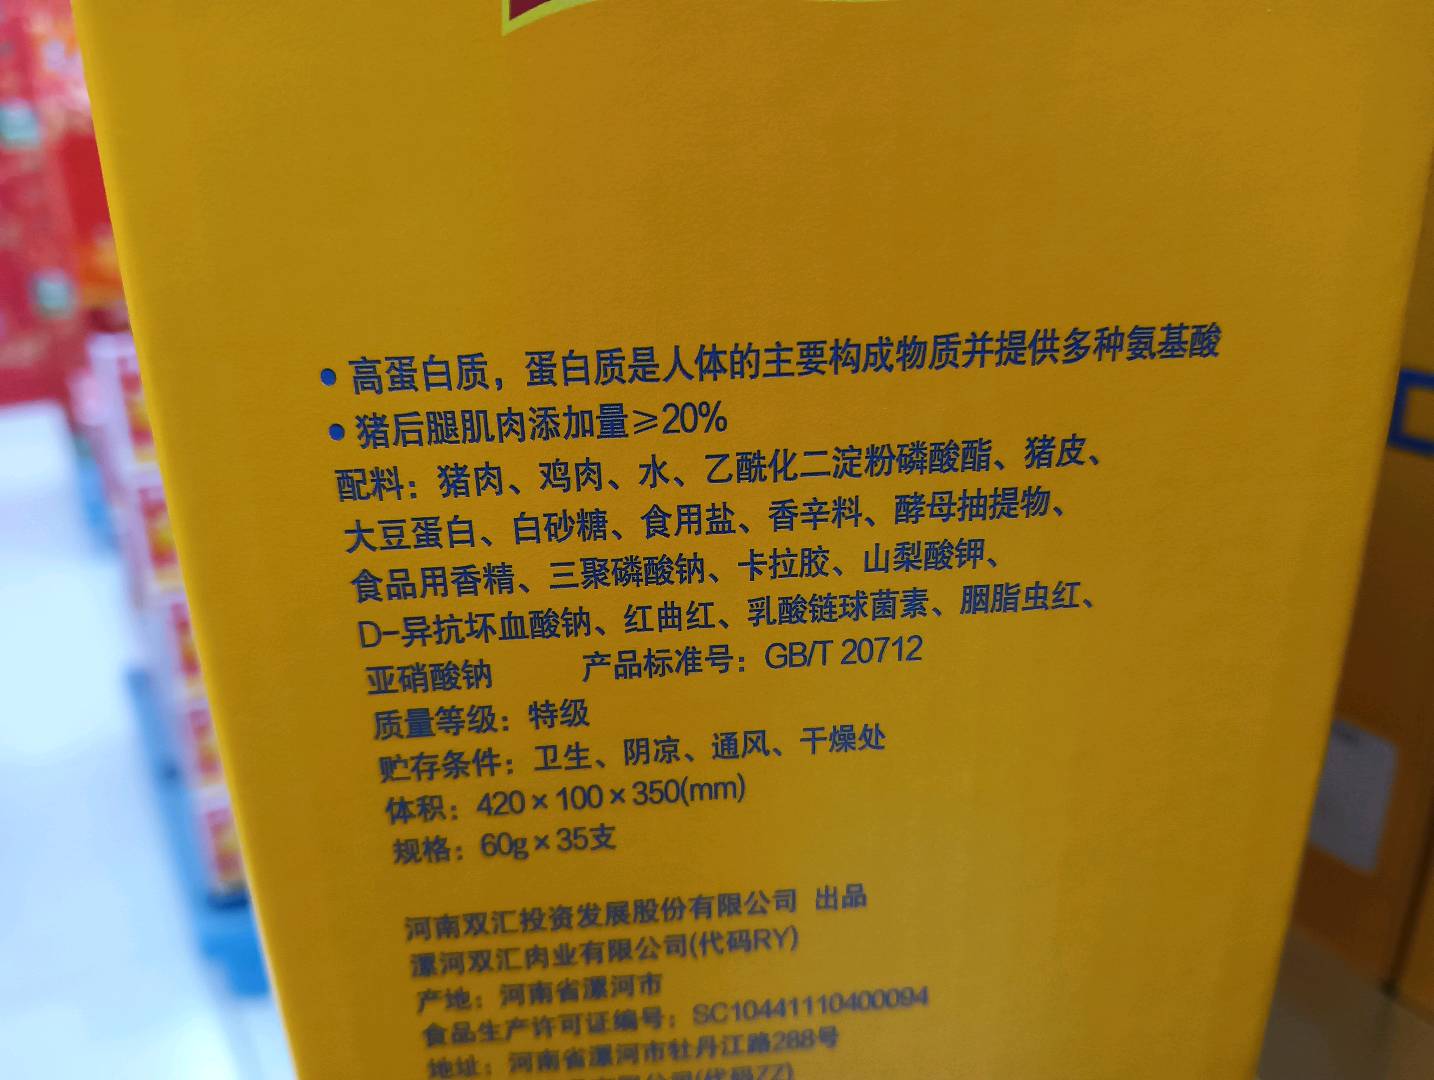 • 高蛋白质，蛋白质是人体的主要构成物质并提供多种氨基酸
• 猪后腿肌肉添加量≥20%
配料：猪肉、鸡肉、水、乙酰化二淀粉磷酸酯、猪皮、
大豆蛋白、白砂糖、食用盐、香辛料、酵母抽提物、
食品用香精、三聚磷酸钠、卡拉胶、山梨酸钾、
D-异抗坏血酸钠、红曲红、乳酸链球菌素、胭脂虫红、
亚硝酸钠 产品标准号：GB/T 20712
质量等级：特级
贮存条件：卫生、阴凉、通风、干燥处
体积：420×100×350(mm)
规格：60g×35支
河南双汇投资发展股份有限公司 出品
漯河双汇肉业有限公司(代码RY)
产地：河南省漯河市
食品生产许可证编号：SC10441110400094
地址：河南省漯河市牡丹江路288号
有限公司(代码ZZ)